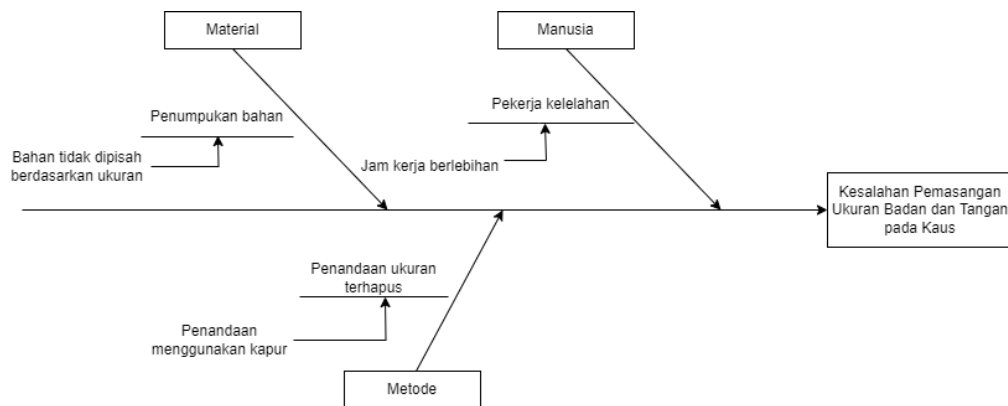 Material
Manusia
Penumpukan bahan
Bahan tidak dipisah
berdasarkan ukuran
Pekerja kelelahan
Jam kerja berlebihan
Kesalahan Pemasangan
Ukuran Badan dan Tangan
pada Kaus
Penandaan ukuran
terhapus
Penandaan
menggunakan kapur
Metode